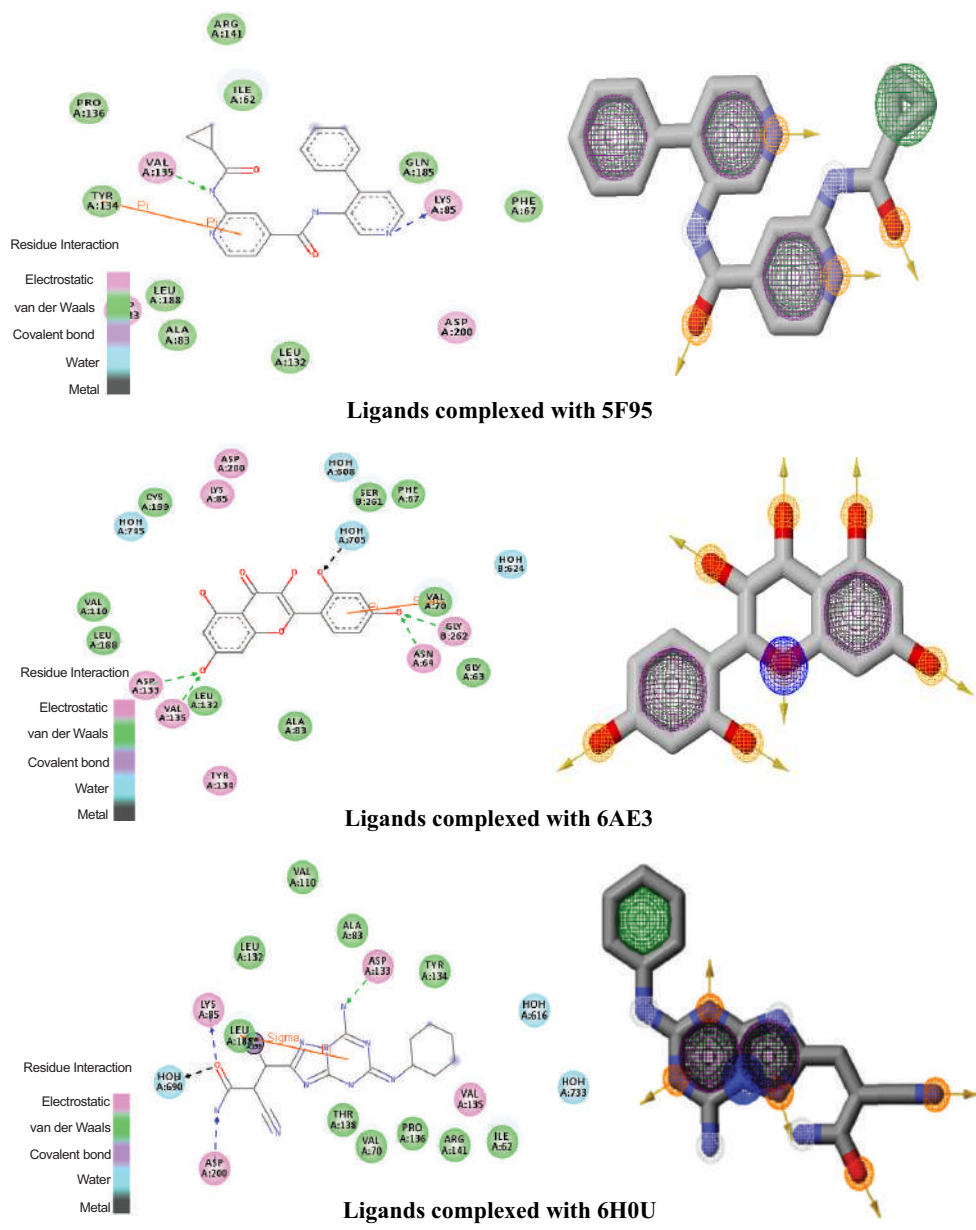 ARG
A:141
ILE
A:62
PRO
A:136
VAL
A:135
GLN
A:185
LYS
A:85
TYR
A:134
PHE
A:67
Pi
Pi
Residue Interaction
Electrostatic
van der Waals
Covalent bond
Water
Metal
LEU
A:188
ALA
A:83
LEU
A:132
ASP
A:200
Ligands complexed with 5F95
ASP
A:200
LYS
A:85
HOH
A:608
SER
B:261
PHE
A:67
CYS
A:199
HOH
A:745
HOH
A:705
HOH
B:624
VAL
A:110
LEU
A:188
VAL
A:70
GLY
B:262
ASN
A:64
GLY
A:63
Residue Interaction
ASP
A:133
VAL
A:135
LEU
A:132
ALA
A:83
TYR
A:134
Electrostatic
van der Waals
Covalent bond
Water
Metal
Ligands complexed with 6AE3
VAL
A:110
ALA
A:83
LEU
A:132
ASP
A:133
TYR
A:134
LYS
A:85
HOH
A:616
LEU
A:188
Sigma
HOH
A:690
HOH
A:733
VAL
A:135
THR
A:138
VAL
A:70
PRO
A:136
ARG
A:141
ILE
A:62
ASP
A:200
Residue Interaction
Electrostatic
van der Waals
Covalent bond
Water
Metal
Ligands complexed with 6H0U